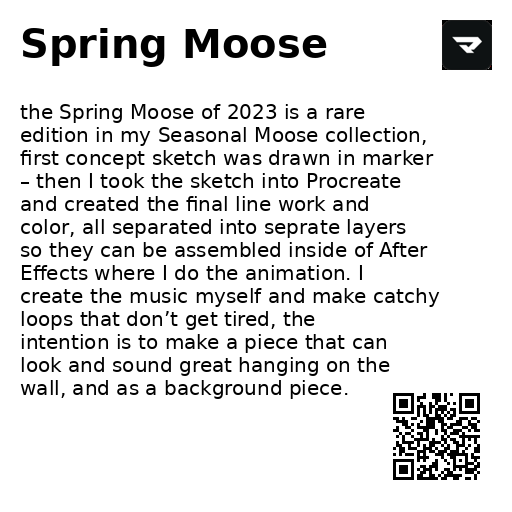 Spring Moose
the Spring Moose of 2023 is a rare
edition in my Seasonal Moose collection,
first concept sketch was drawn in marker
– then I took the sketch into Procreate
and created the final line work and
color, all separated into seprate layers
so they can be assembled inside of After
Effects where I do the animation. I
create the music myself and make catchy
loops that don’t get tired, the
intention is to make a piece that can
look and sound great hanging on the
wall, and as a background piece.